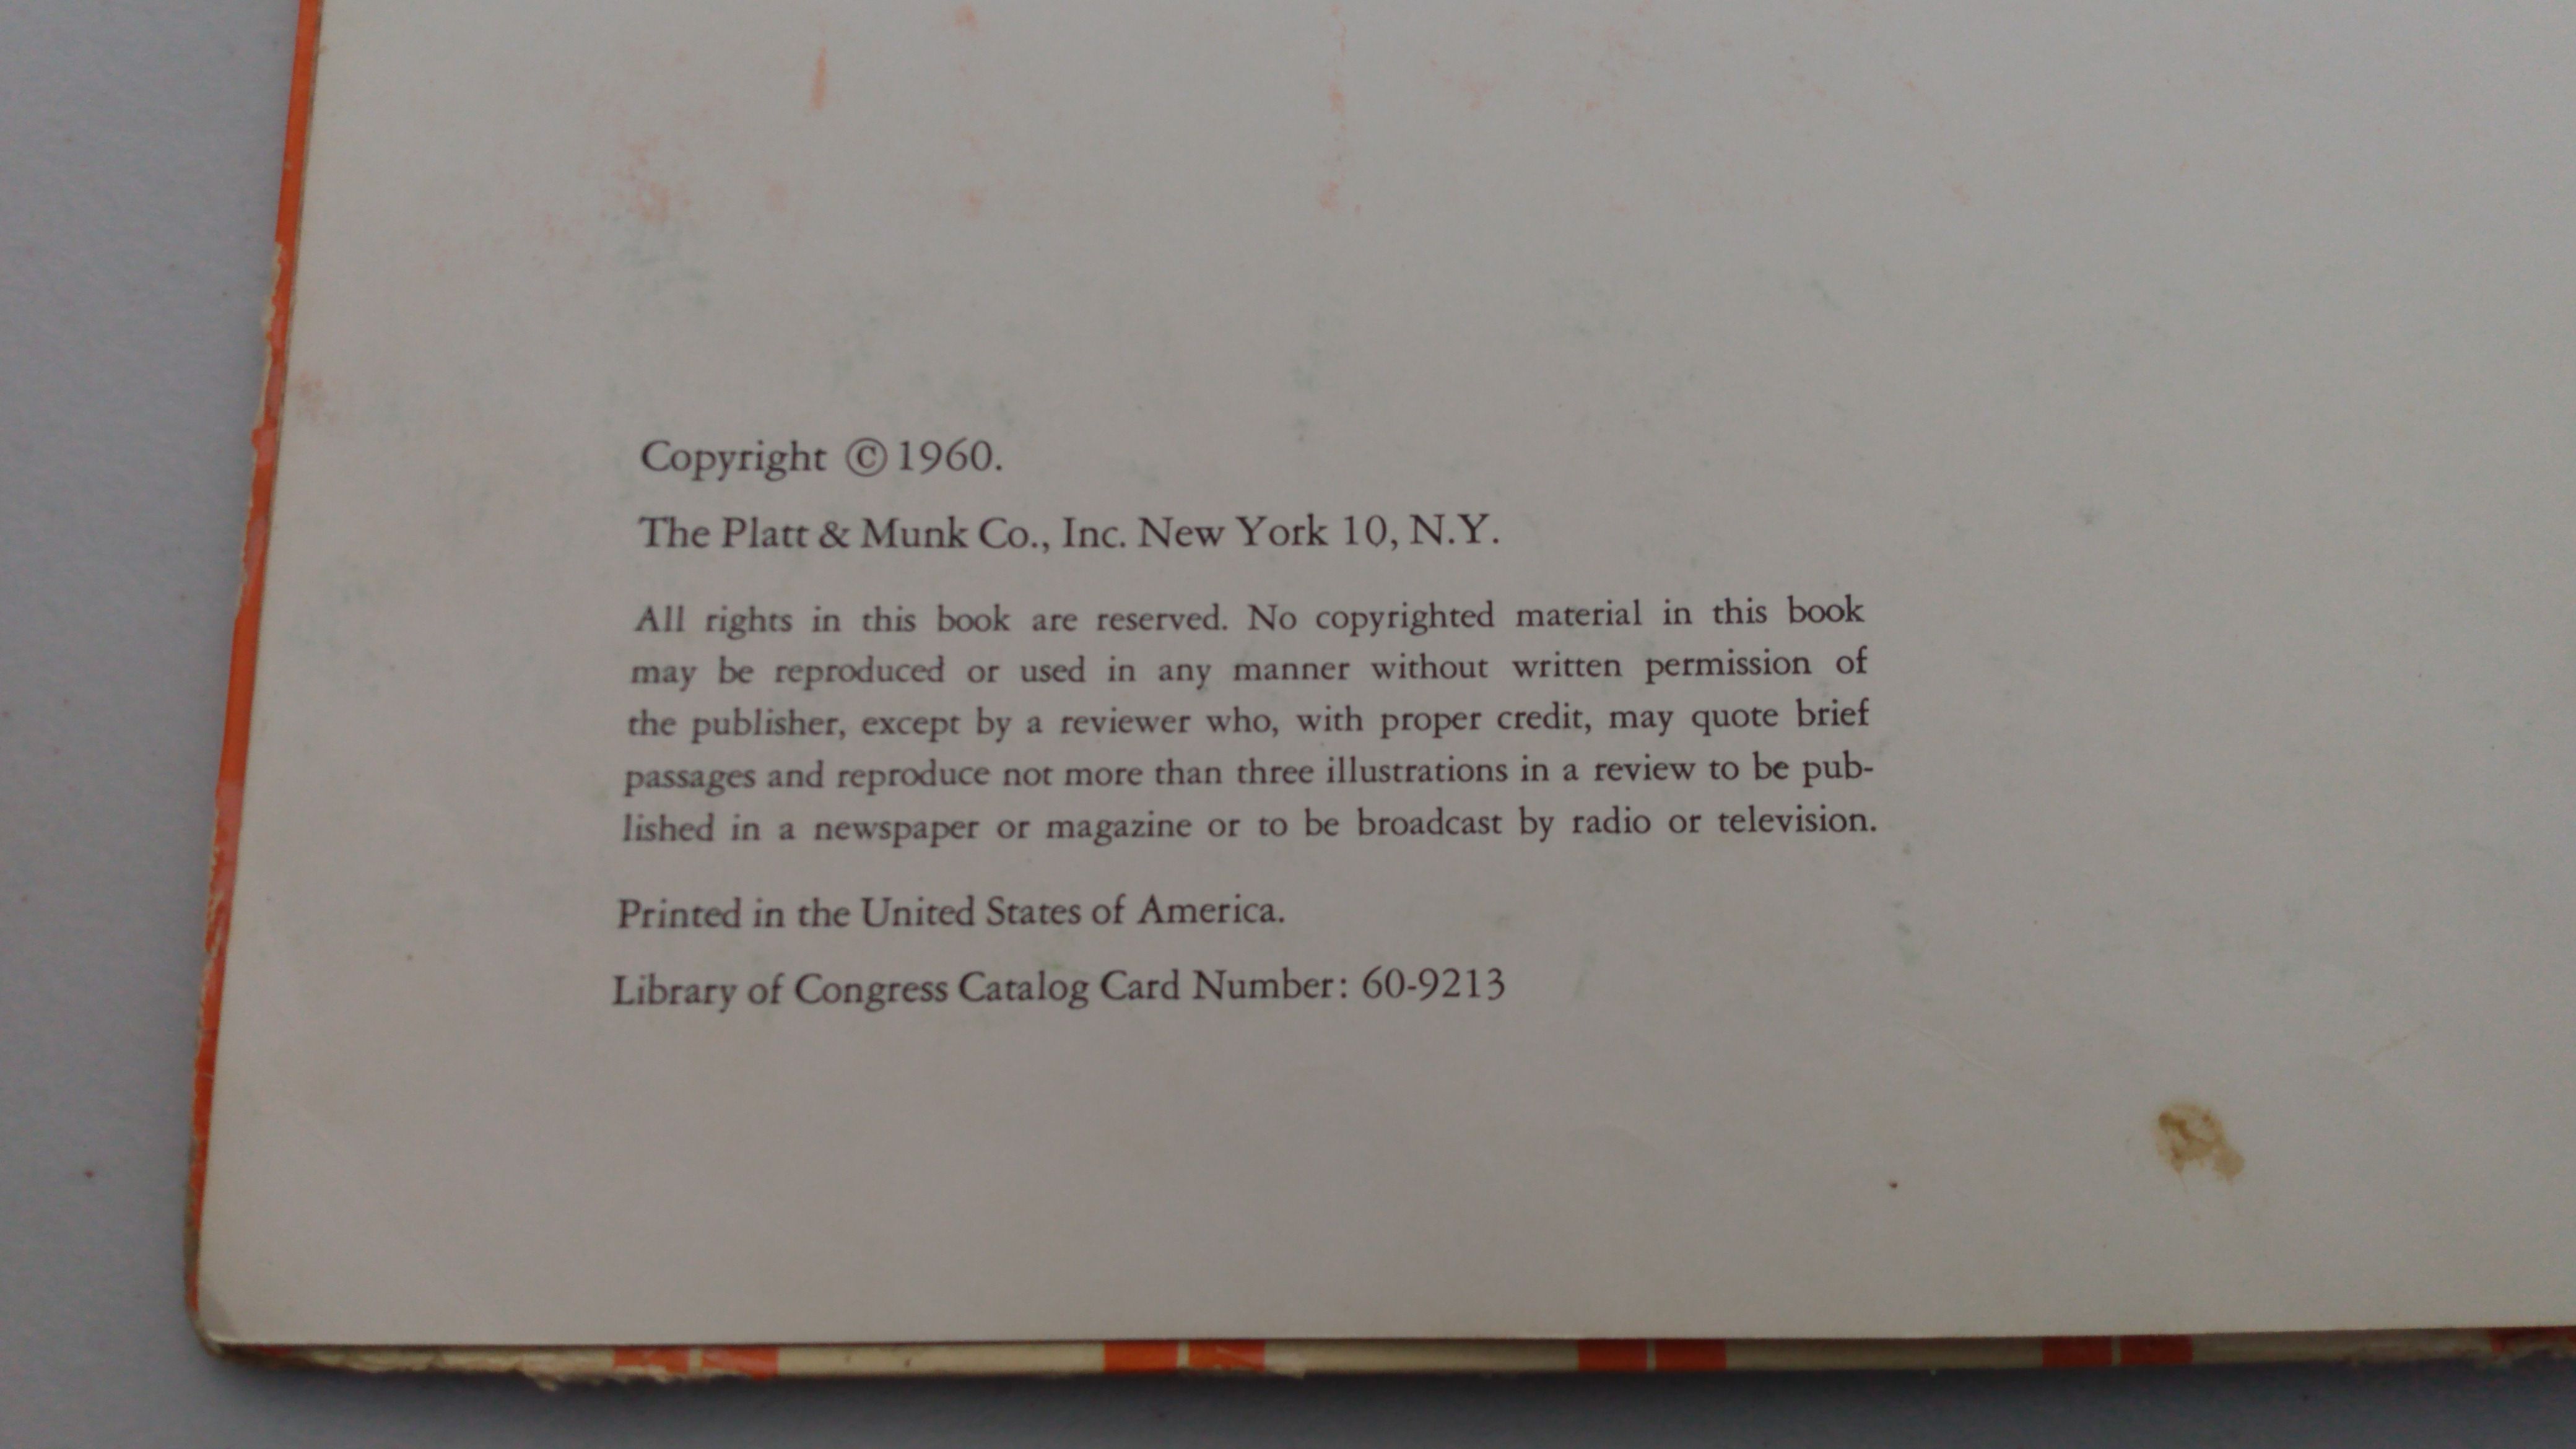 Copyright © 1960.
The Platt & Munk Co., Inc. New York 10, N.Y.
All rights in this book are reserved. No copyrighted material in this book
may be reproduced or used in any manner without written permission of
the publisher, except by a reviewer who, with proper credit, may quote brief
passages and reproduce not more than three illustrations in a review to be pub-
lished in a newspaper or magazine or to be broadcast by radio or television.
Printed in the United States of America.
Library of Congress Catalog Card Number: 60-9213